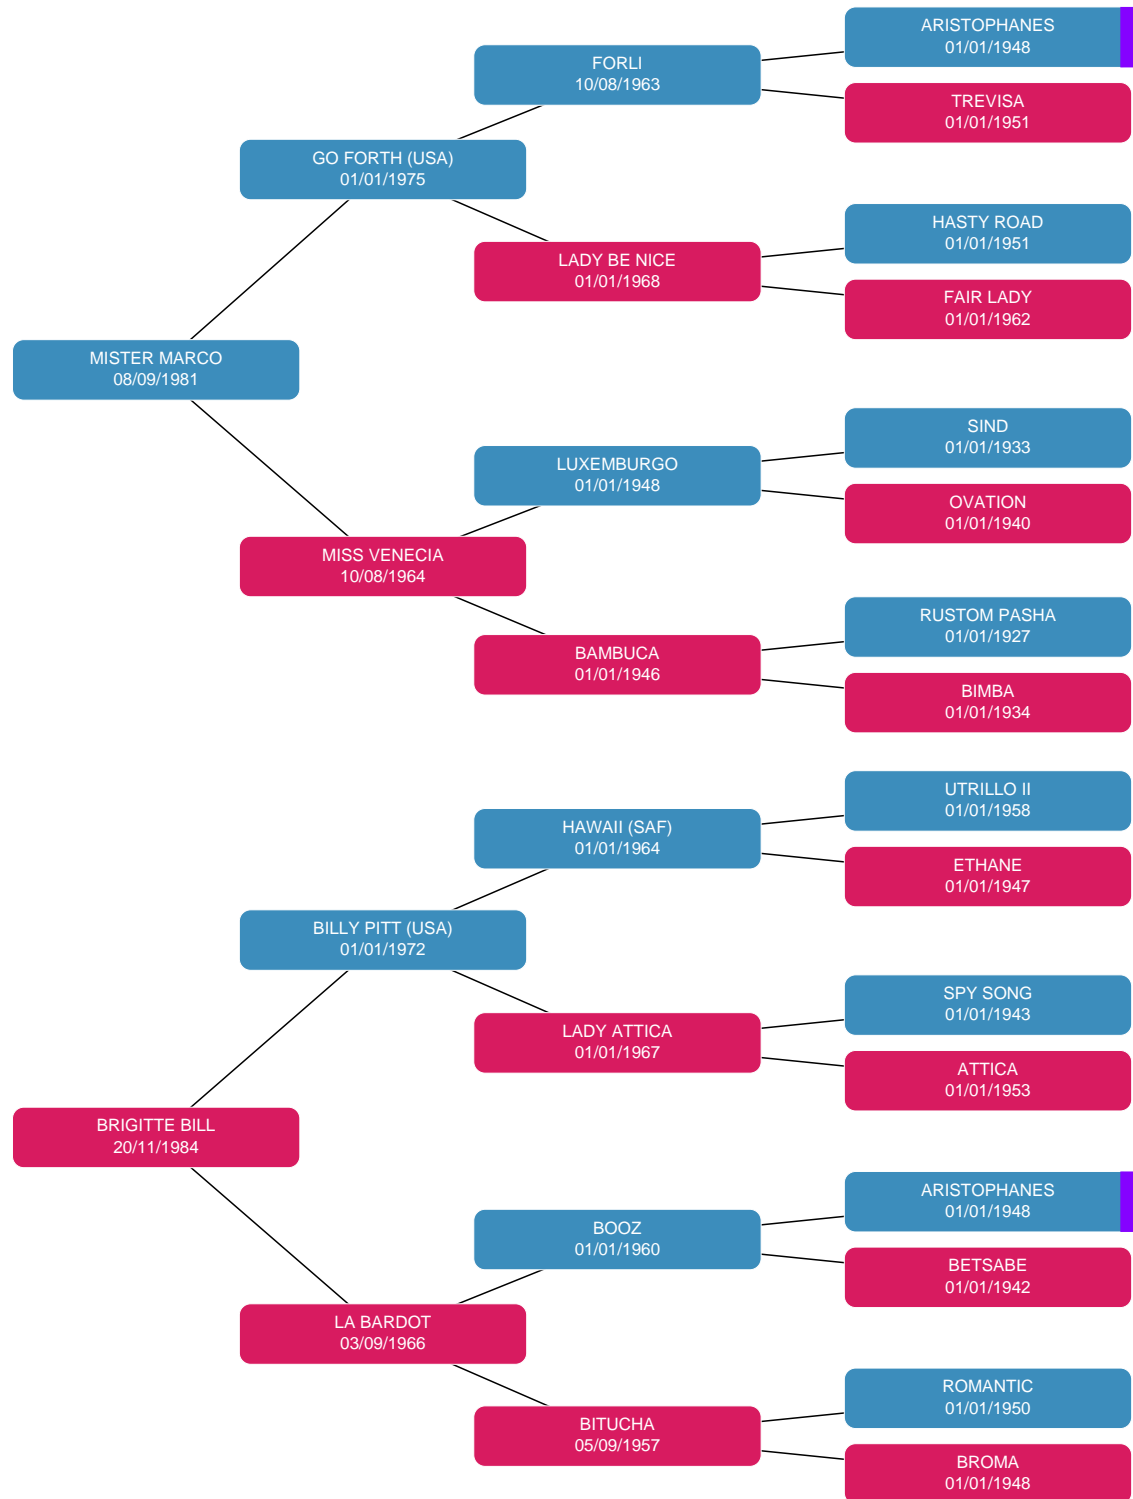 ARISTOPHANES
01/01/1948
FORLI
10/08/1963
TREVISA
01/01/1951
GO FORTH (USA)
01/01/1975
HASTY ROAD
01/01/1951
LADY BE NICE
01/01/1968
FAIR LADY
01/01/1962
MISTER MARCO
08/09/1981
SIND
01/01/1933
LUXEMBURGO
01/01/1948
OVATION
01/01/1940
MISS VENECIA
10/08/1964
RUSTOM PASHA
01/01/1927
BAMBUCA
01/01/1946
BIMBA
01/01/1934
UTRILLO II
01/01/1958
HAWAII (SAF)
01/01/1964
ETHANE
01/01/1947
BILLY PITT (USA)
01/01/1972
SPY SONG
01/01/1943
LADY ATTICA
01/01/1967
ATTICA
01/01/1953
BRIGITTE BILL
20/11/1984
ARISTOPHANES
01/01/1948
BOOZ
01/01/1960
BETSABE
01/01/1942
LA BARDOT
03/09/1966
ROMANTIC
01/01/1950
BITUCHA
05/09/1957
BROMA
01/01/1948